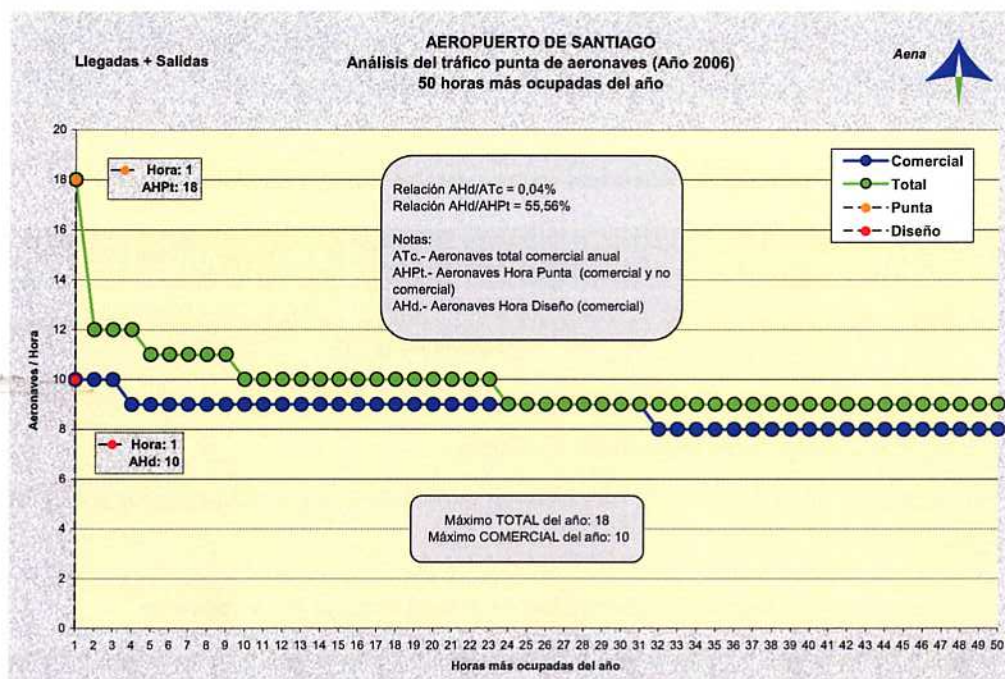 Llegadas + Salidas
AEROPUERTO DE SANTIAGO
Análisis del tráfico punta de aeronaves (Año 2006)
50 horas más ocupadas del año
Aena
Aeronaves / Hora
20
18
16
14
12
10
8
6
4
2
0
Hora: 1
AHPt: 18
Relación AHd/ATc = 0,04%
Relación AHd/AHPt = 55,56%
Notas:
ATc.- Aeronaves total comercial anual
AHPt.- Aeronaves Hora Punta (comercial y no
comercial)
AHd.- Aeronaves Hora Diseño (comercial)
Comercial
Total
Punta
Diseño
Hora: 1
AHd: 10
Máximo TOTAL del año: 18
Máximo COMERCIAL del año: 10
1 2 3 4 5 6 7 8 9 10 11 12 13 14 15 16 17 18 19 20 21 22 23 24 25 26 27 28 29 30 31 32 33 34 35 36 37 38 39 40 41 42 43 44 45 46 47 48 49 50
Horas más ocupadas del año